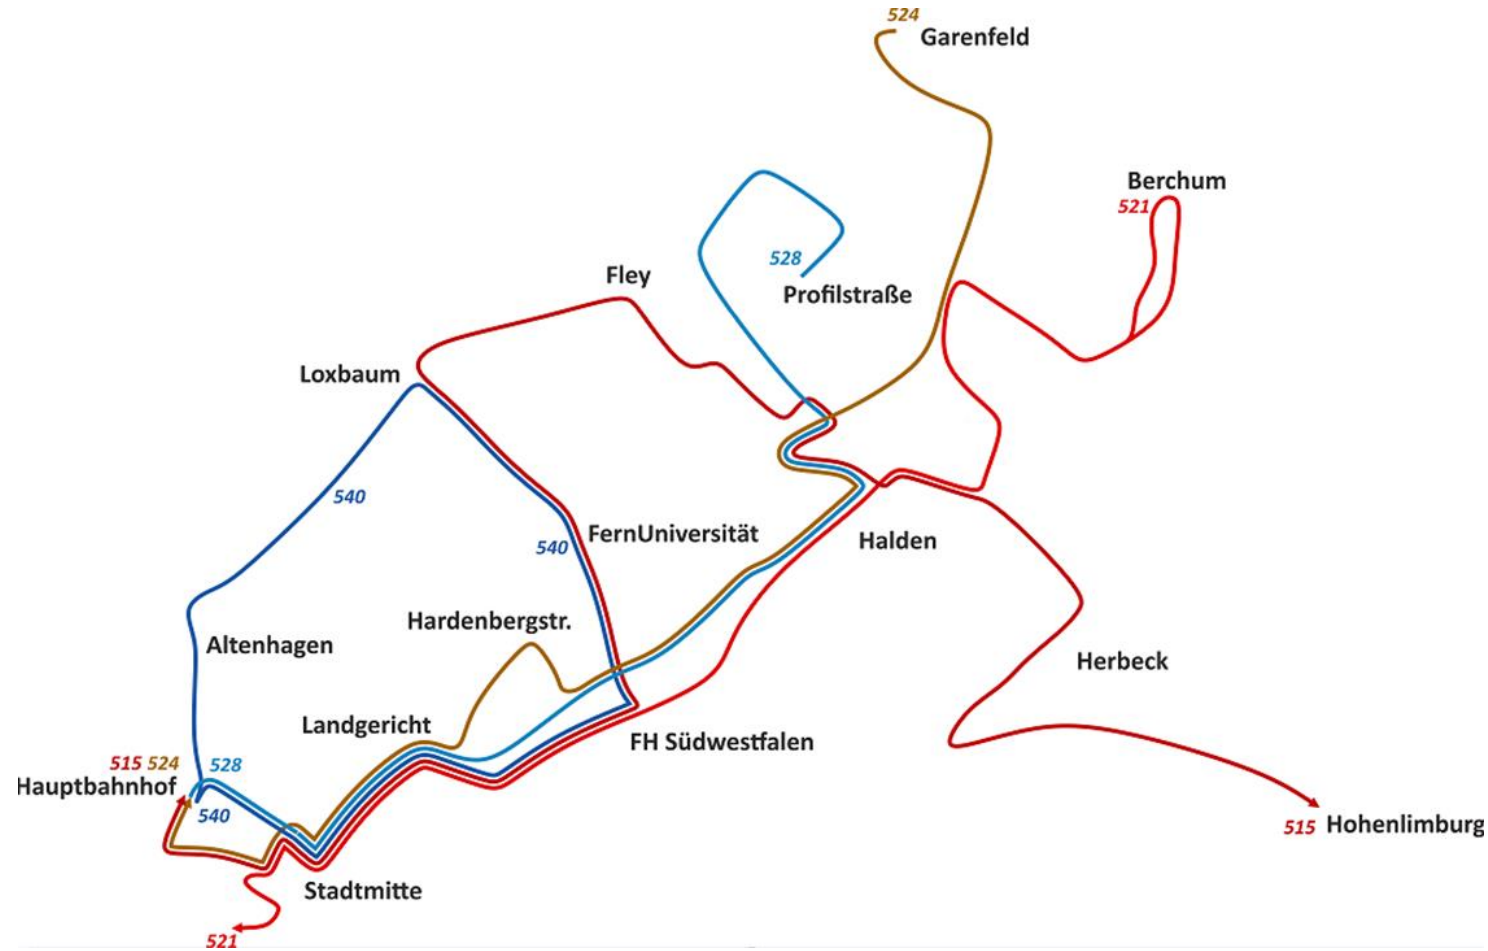 524
Garenfeld
Berchum
521
528
Profilstraße
Fley
Loxbaum
540
FernUniversität
540
Halden
Hardenbergstr.
Altenhagen
Herbeck
Landgericht
FH Südwestfalen
515 524 528
Hauptbahnhof
540
515 Hohenlimburg
Stadtmitte
521